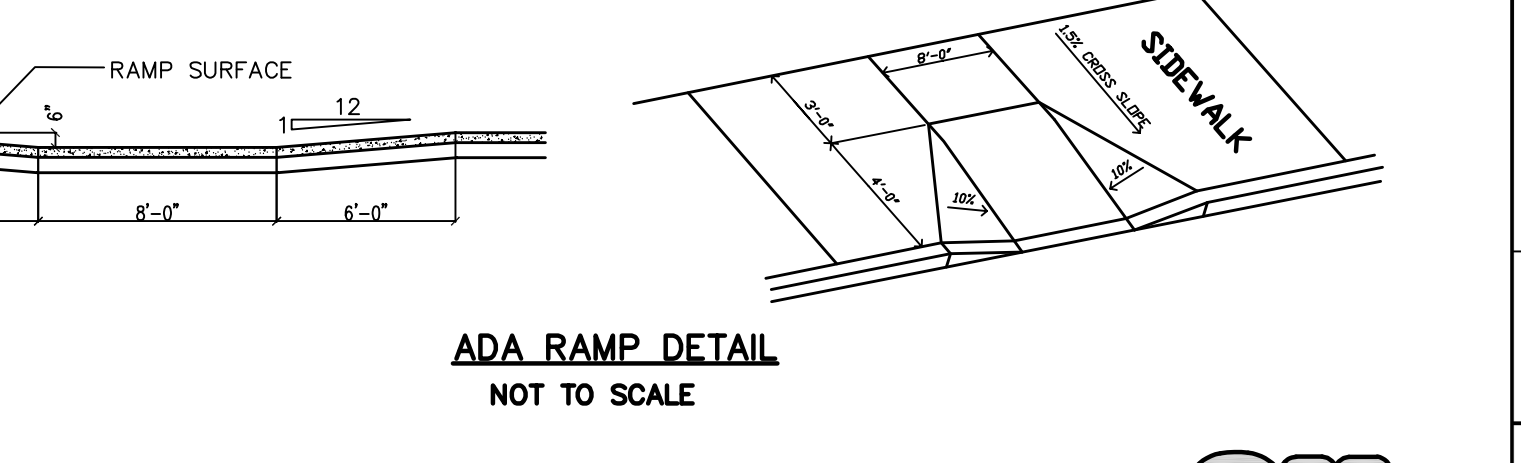 RAMP SURFACE
6"
1
12
8'-0"
6'-0"
8'-0"
3'-0"
4'-0"
10%
10%
1.5% CROSS SLOPE
SIDEWALK
ADA RAMP DETAIL
NOT TO SCALE